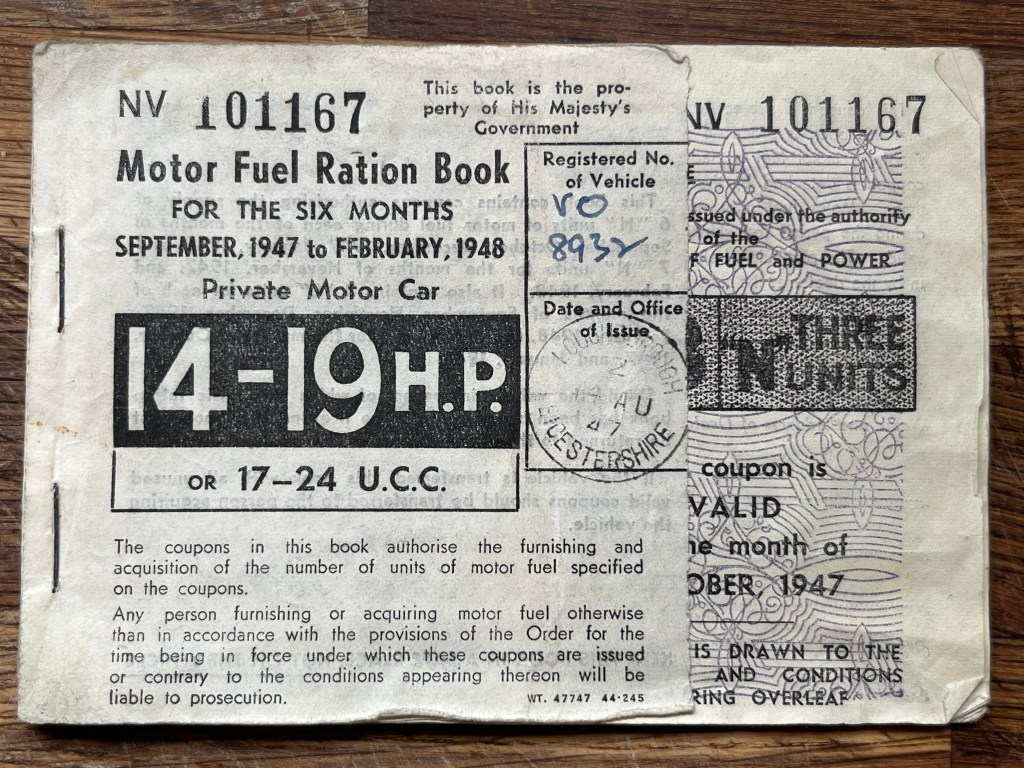 NV 101167
This book is the pro-
perty of His Majesty's
Government
Motor Fuel Ration Book
FOR THE SIX MONTHS
SEPTEMBER, 1947 to FEBRUARY, 1948
Private Motor Car
14-19 H.P.
OR 17-24 U.C.C.
Registered No.
of Vehicle
VO
8932
Date and Office
of Issue
LOUGHBOROUGH
2
AU
47
LEICESTERSHIRE
The coupons in this book authorise the furnishing and
acquisition of the number of units of motor fuel specified
on the coupons.
Any person furnishing or acquiring motor fuel otherwise
than in accordance with the provisions of the Order for the
time being in force under which these coupons are issued
or contrary to the conditions appearing thereon will be
liable to prosecution.
WT. 47747 44-245
NV 101167
E
ssued under the authority
of the
F FUEL and POWER
N THREE
UNITS
coupon is
VALID
he month of
OBER, 1947
IS DRAWN TO THE
AND CONDITIONS
RING OVERLEAF